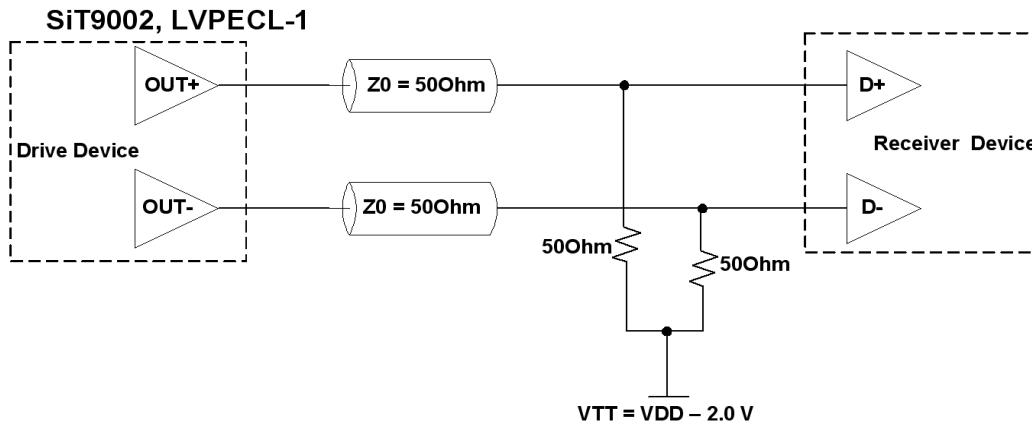 SiT9002, LVPECL-1
OUT+
Z0 = 50Ohm
D+
Drive Device
Receiver Device
OUT-
Z0 = 50Ohm
D-
50Ohm
50Ohm
VTT = VDD – 2.0 V